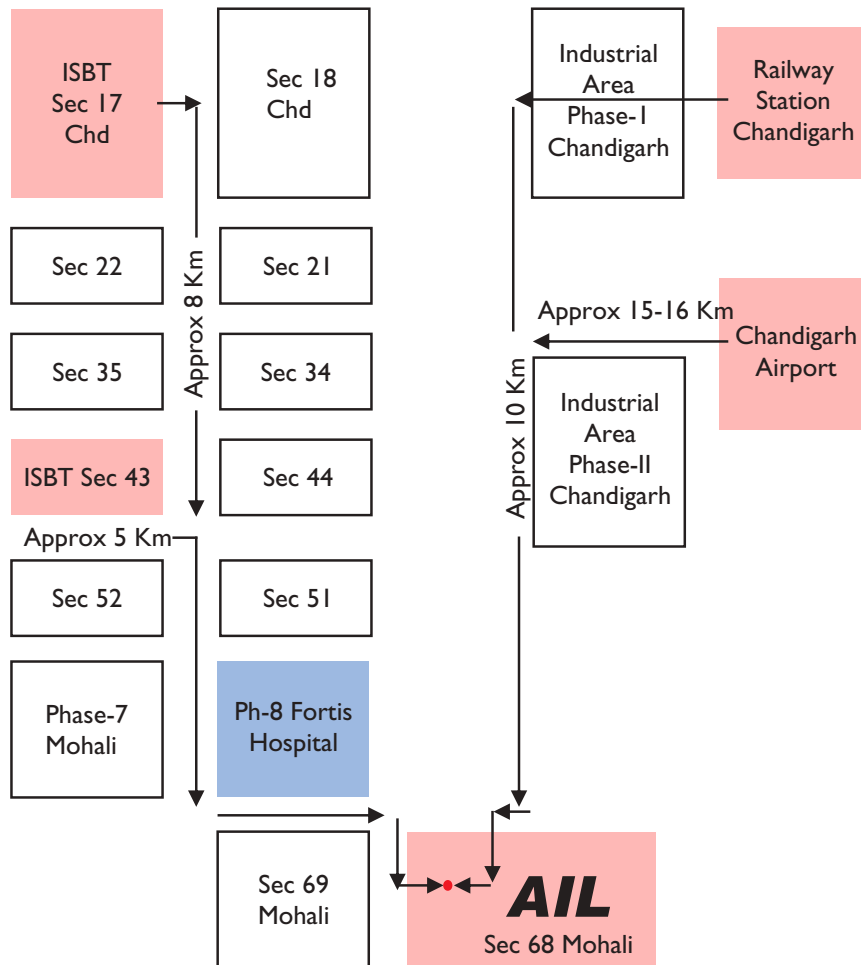 ISBT
Sec 17
Chd
Sec 18
Chd
Industrial
Area
Phase-I
Chandigarh
Railway
Station
Chandigarh
Sec 22
Approx 8 Km
Sec 21
Approx 15-16 Km
Chandigarh
Airport
Sec 35
Sec 34
Approx 10 Km
Industrial
Area
Phase-II
Chandigarh
ISBT Sec 43
Sec 44
Approx 5 Km
Sec 52
Sec 51
Phase-7
Mohali
Ph-8 Fortis
Hospital
Sec 69
Mohali
AIL
Sec 68 Mohali